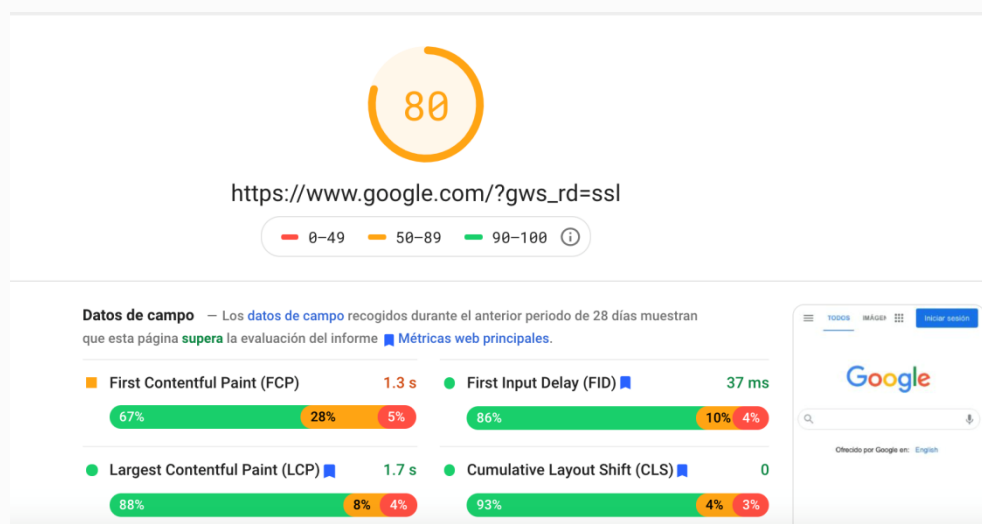 80
https://www.google.com/?gws_rd=ssl
0–49 50–89 90–100
Datos de campo — Los datos de campo recogidos durante el anterior periodo de 28 días muestran
que esta página supera la evaluación del informe Métricas web principales.
First Contentful Paint (FCP) 1.3 s
67% 28% 5%
First Input Delay (FID) 37 ms
86% 10% 4%
Largest Contentful Paint (LCP) 1.7 s
88% 8% 4%
Cumulative Layout Shift (CLS) 0
93% 4% 3%
TODOS IMÁGEN Iniciar sesión
Google
Ofrecido por Google en: English